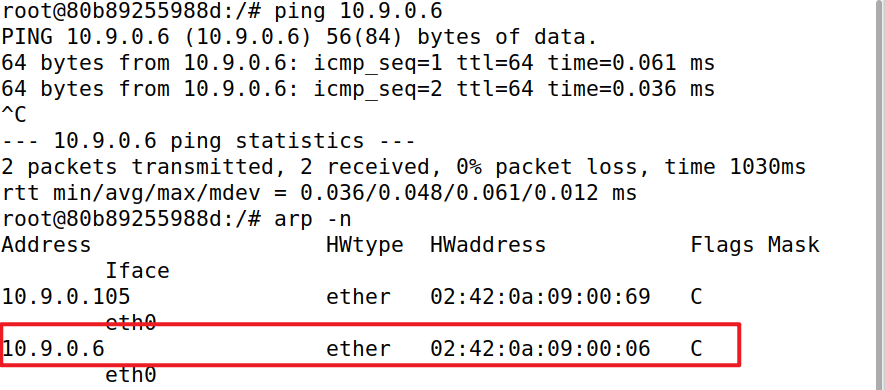 root@80b89255988d:/# ping 10.9.0.6
PING 10.9.0.6 (10.9.0.6) 56(84) bytes of data.
64 bytes from 10.9.0.6: icmp_seq=1 ttl=64 time=0.061 ms
64 bytes from 10.9.0.6: icmp_seq=2 ttl=64 time=0.036 ms
^C
--- 10.9.0.6 ping statistics ---
2 packets transmitted, 2 received, 0% packet loss, time 1030ms
rtt min/avg/max/mdev = 0.036/0.048/0.061/0.012 ms
root@80b89255988d:/# arp -n
Address                  HWtype  HWaddress           Flags Mask
        Iface
10.9.0.105               ether   02:42:0a:09:00:69   C
        eth0
10.9.0.6                 ether   02:42:0a:09:00:06   C
        eth0